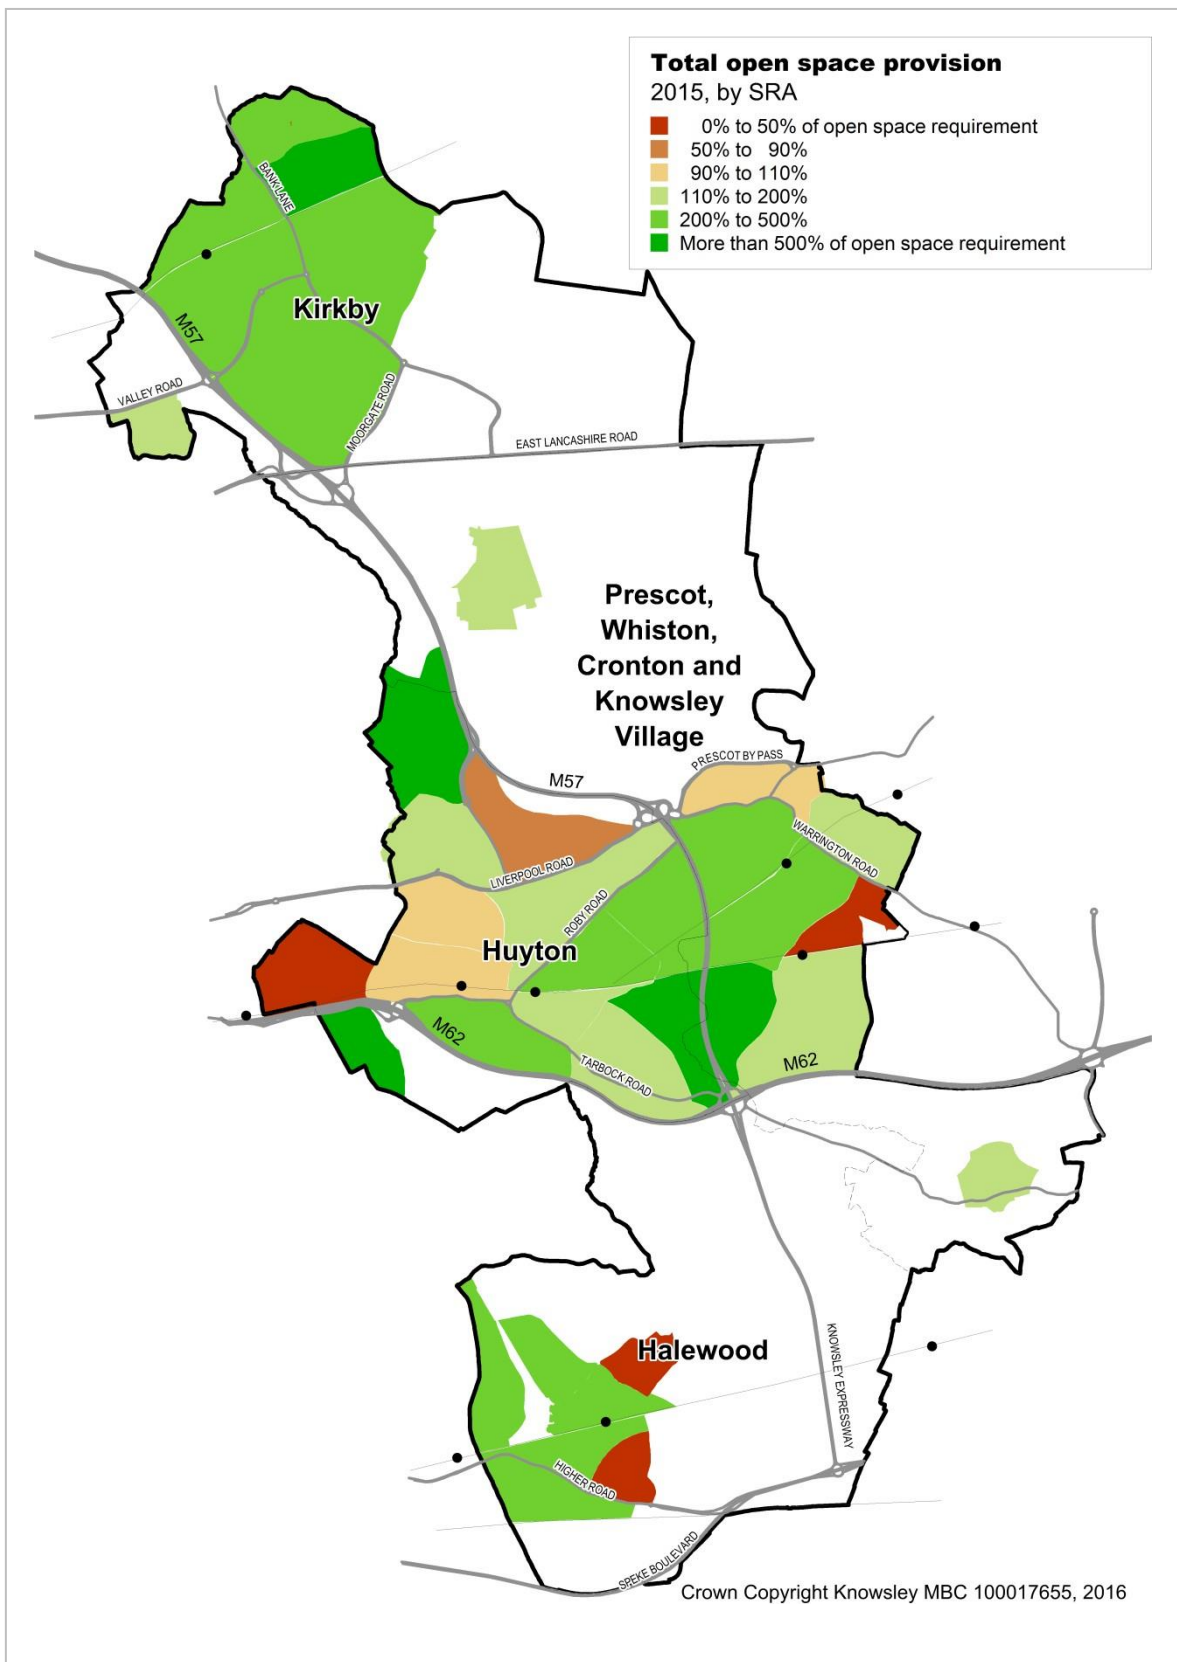 Total open space provision
2015, by SRA
0% to 50% of open space requirement
50% to 90%
90% to 110%
110% to 200%
200% to 500%
More than 500% of open space requirement
BANK LANE
Kirkby
M57
VALLEY ROAD
MOORGATE ROAD
EAST LANCASHIRE ROAD
Prescot,
Whiston,
Cronton and
Knowsley
Village
PRESCOT BY PASS
M57
WARRINGTON ROAD
LIVERPOOL ROAD
ROBY ROAD
Huyton
M62
TARBOCK ROAD
M62
Halewood
KNOWSLEY EXPRESSWAY
HIGHER ROAD
SPEKE BOULEVARD
Crown Copyright Knowsley MBC 100017655, 2016